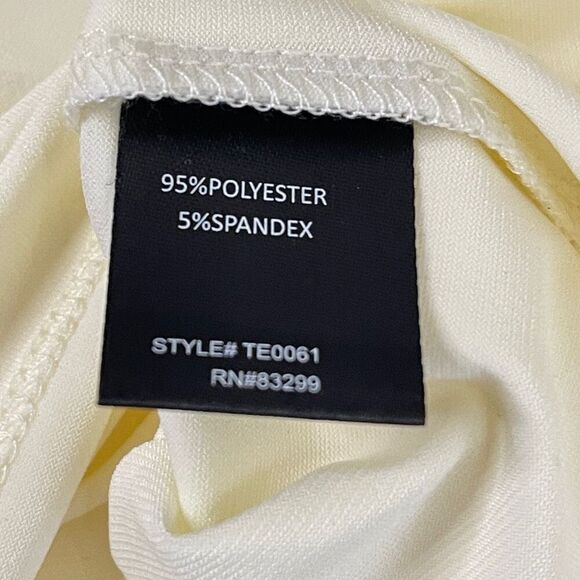 95%POLYESTER
5%SPANDEX
STYLE# TE0061
RN#83299